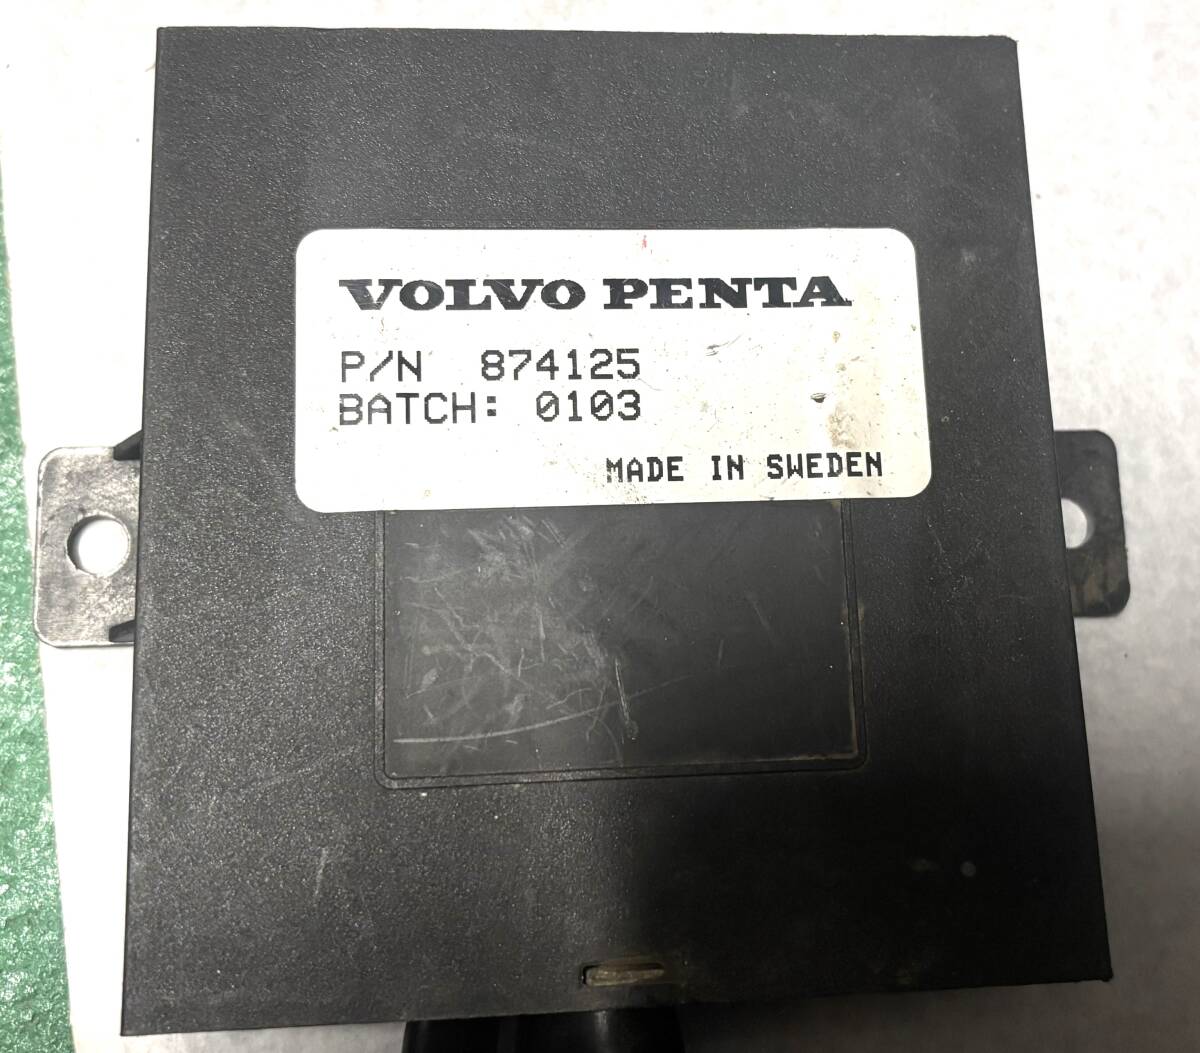 VOLVO PENTA
P/N 874125
BATCH: 0103
MADE IN SWEDEN